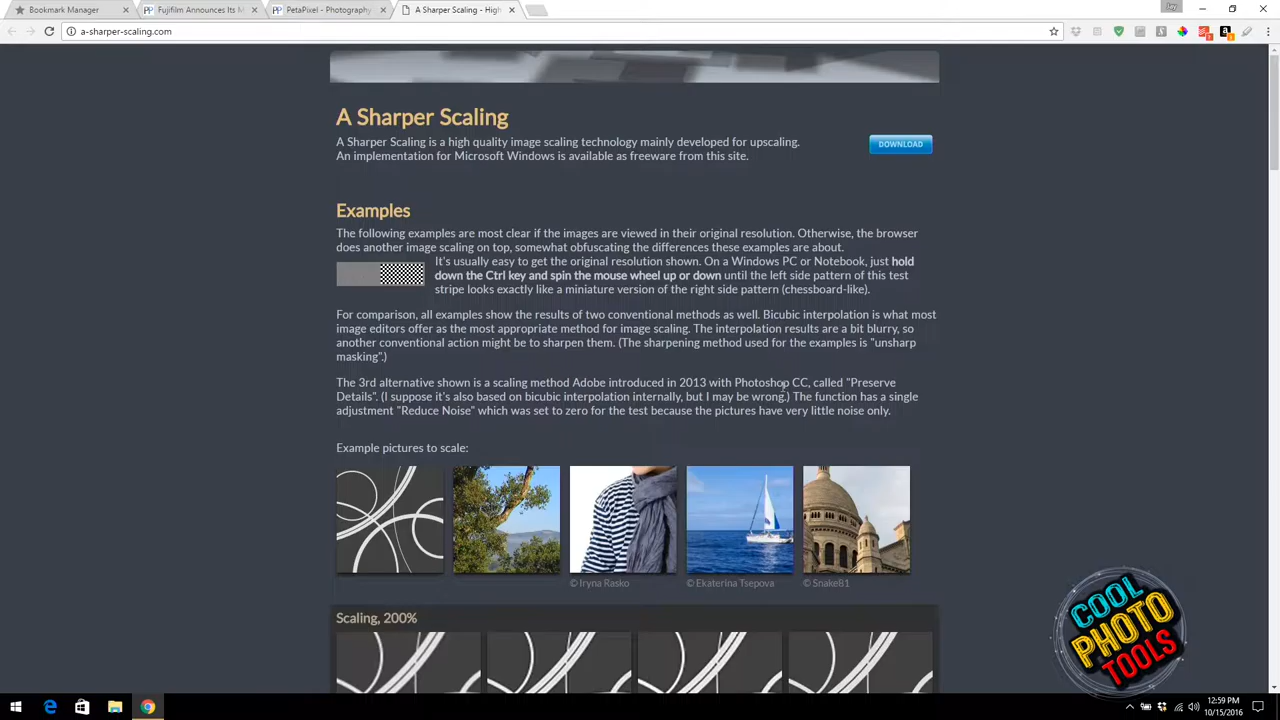 Bookmark Manager
Fujifilm Announces Its M
PetaPixel - Photography
A Sharper Scaling - High
Jay
a-sharper-scaling.com
A Sharper Scaling
A Sharper Scaling is a high quality image scaling technology mainly developed for upscaling.
An implementation for Microsoft Windows is available as freeware from this site.
DOWNLOAD
Examples
The following examples are most clear if the images are viewed in their original resolution. Otherwise, the browser
does another image scaling on top, somewhat obfuscating the differences these examples are about.
It's usually easy to get the original resolution shown. On a Windows PC or Notebook, just hold
down the Ctrl key and spin the mouse wheel up or down until the left side pattern of this test
stripe looks exactly like a miniature version of the right side pattern (chessboard-like).
For comparison, all examples show the results of two conventional methods as well. Bicubic interpolation is what most
image editors offer as the most appropriate method for image scaling. The interpolation results are a bit blurry, so
another conventional action might be to sharpen them. (The sharpening method used for the examples is "unsharp
masking".)
The 3rd alternative shown is a scaling method Adobe introduced in 2013 with Photoshop CC, called "Preserve
Details". (I suppose it's also based on bicubic interpolation internally, but I may be wrong.) The function has a single
adjustment "Reduce Noise" which was set to zero for the test because the pictures have very little noise only.
Example pictures to scale:
© Iryna Rasko
© Ekaterina Tsepova
© Snake81
Scaling, 200%
COOL
PHOTO
TOOLS
12:59 PM
10/15/2016